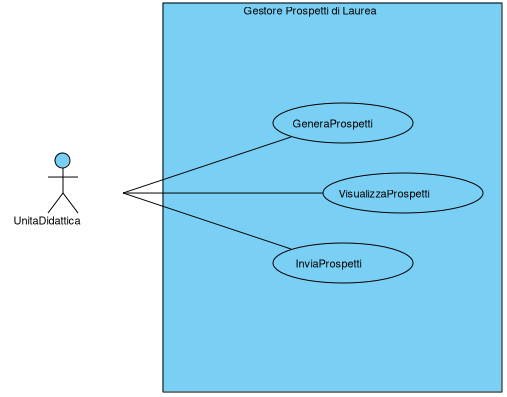 Gestore Prospetti di Laurea
GeneraProspetti
VisualizzaProspetti
UnitaDidattica
InviaProspetti